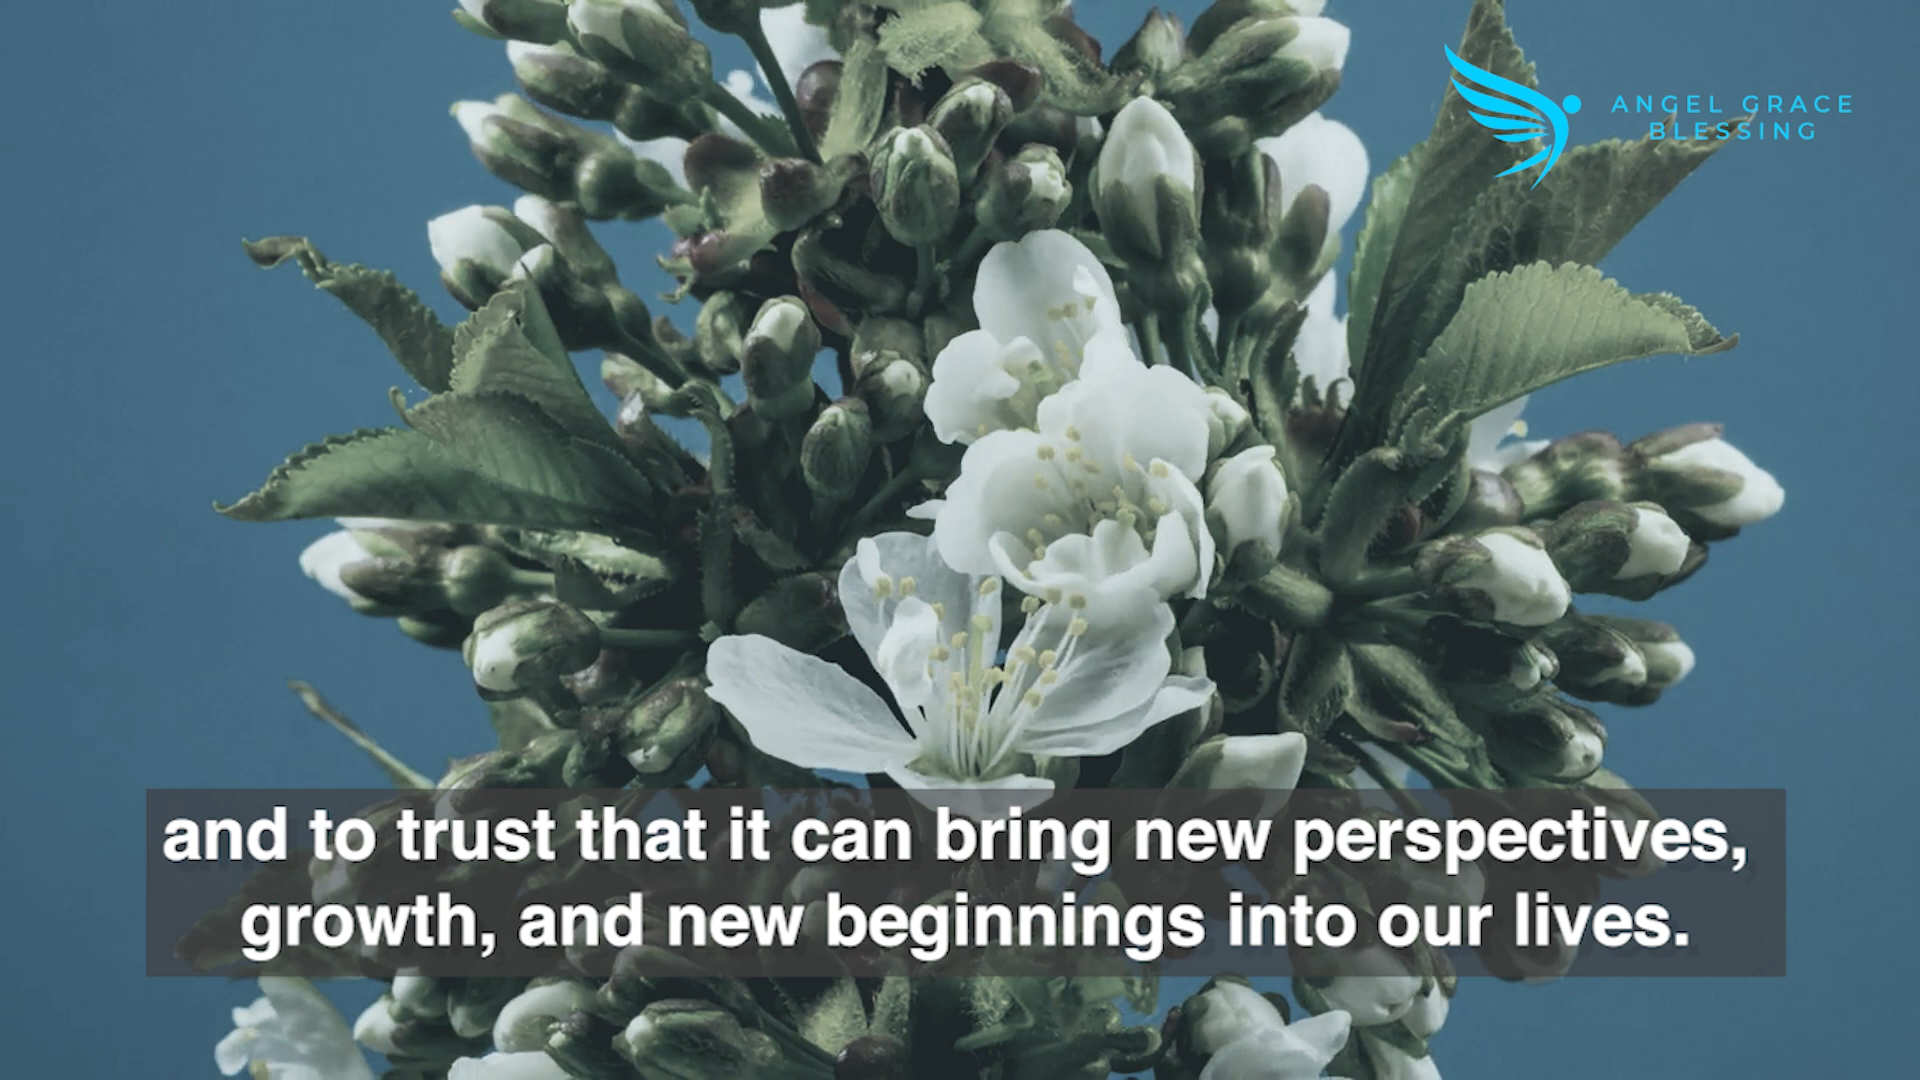 ANGEL GRACE
BLESSING
and to trust that it can bring new perspectives,
growth, and new beginnings into our lives.